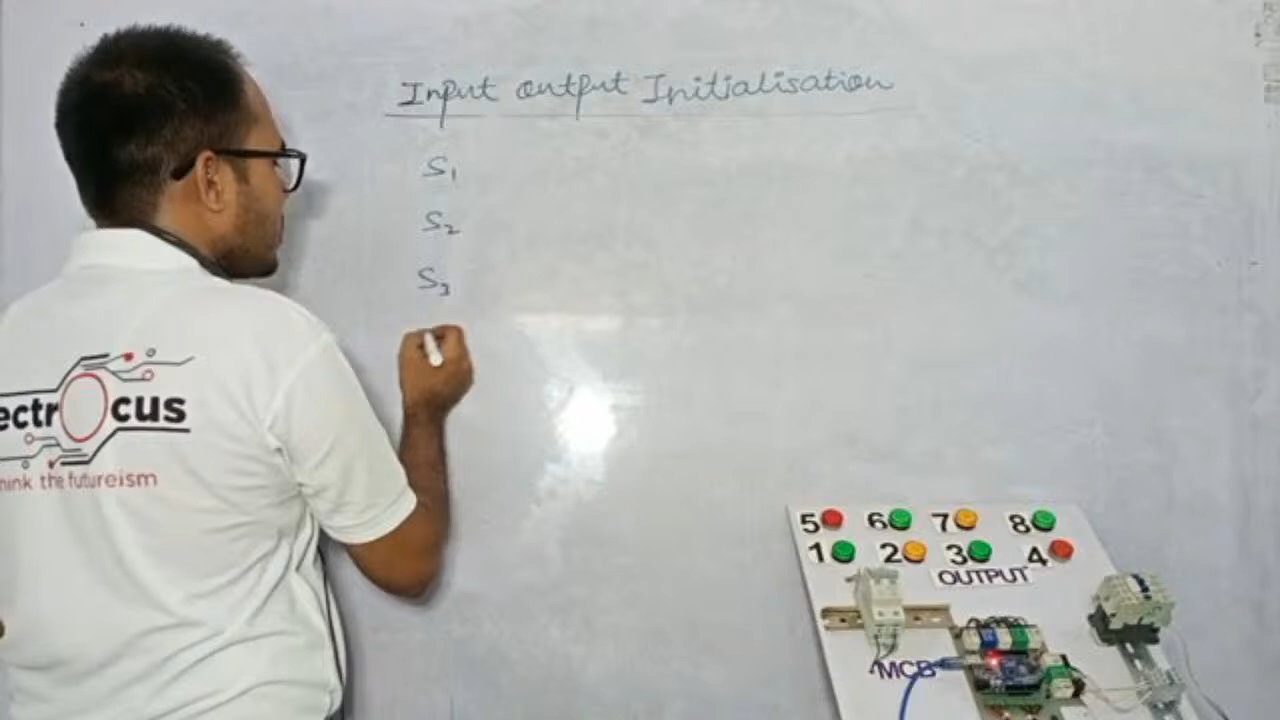 Input output Initialisation
S1
S2
S3
ectrOcus
hink the futureism
5 6 7 8
1 2 3 4
OUTPUT
MCB